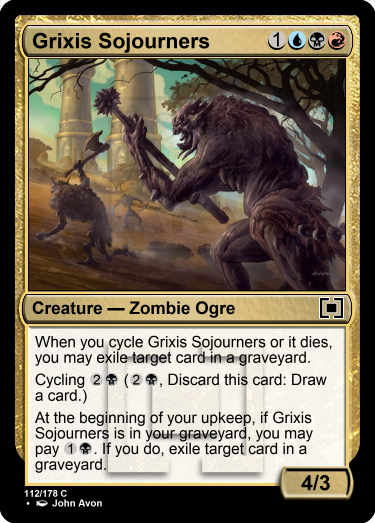 Grixis Sojourners 1
Creature — Zombie Ogre
When you cycle Grixis Sojourners or it dies,
you may exile target card in a graveyard.
Cycling 2 ( 2 , Discard this card: Draw
a card.)
At the beginning of your upkeep, if Grixis
Sojourners is in your graveyard, you may
pay 1 . If you do, exile target card in a
graveyard.
4/3
112/178 C
• John Avon